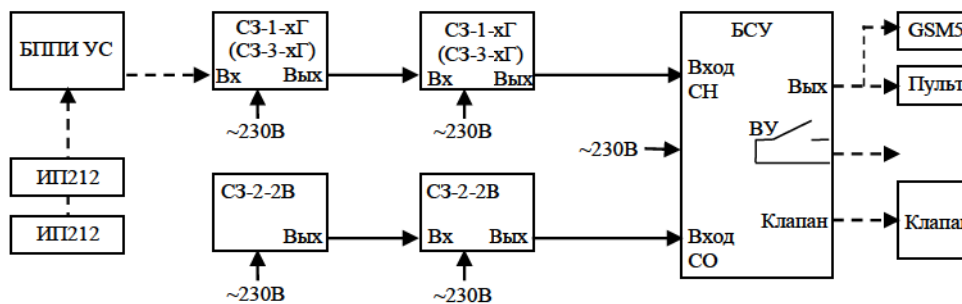 БППИ УС
ИП212
ИП212
СЗ-1-хГ
(СЗ-3-хГ)
Вх Вых
~230В
СЗ-1-хГ
(СЗ-3-хГ)
Вх Вых
~230В
СЗ-2-2В
Вых
~230В
СЗ-2-2В
Вх Вых
~230В
БСУ
Вход
СН
Вых
~230В
ВУ
Клапан
Вход
СО
GSM5
Пульт
Клапан